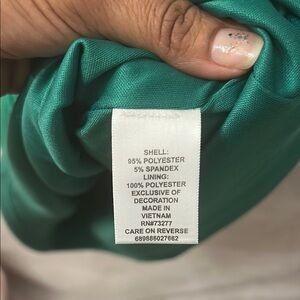 SHELL:
95% POLYESTER
5% SPANDEX
LINING:
100% POLYESTER
EXCLUSIVE OF
DECORATION
MADE IN
VIETNAM
RN#73277
CARE ON REVERSE
689886027662